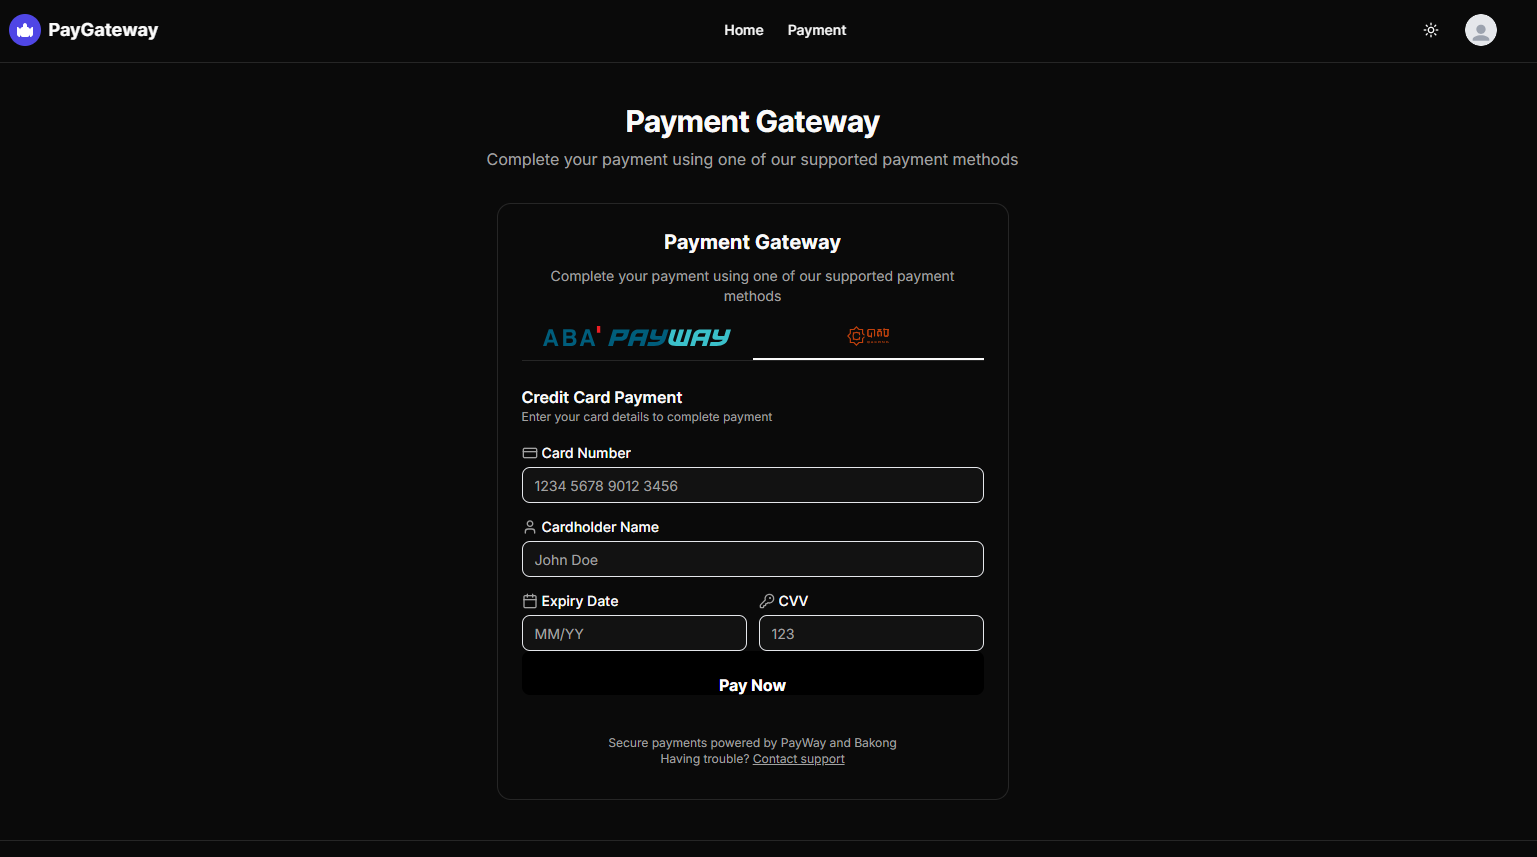 PayGateway
Home
Payment
Payment Gateway
Complete your payment using one of our supported payment methods
Payment Gateway
Complete your payment using one of our supported payment
methods
ABA' PAYWAY
បាគង
Credit Card Payment
Enter your card details to complete payment
Card Number
1234 5678 9012 3456
Cardholder Name
John Doe
Expiry Date
CVV
MM/YY
123
Pay Now
Secure payments powered by PayWay and Bakong
Having trouble? Contact support